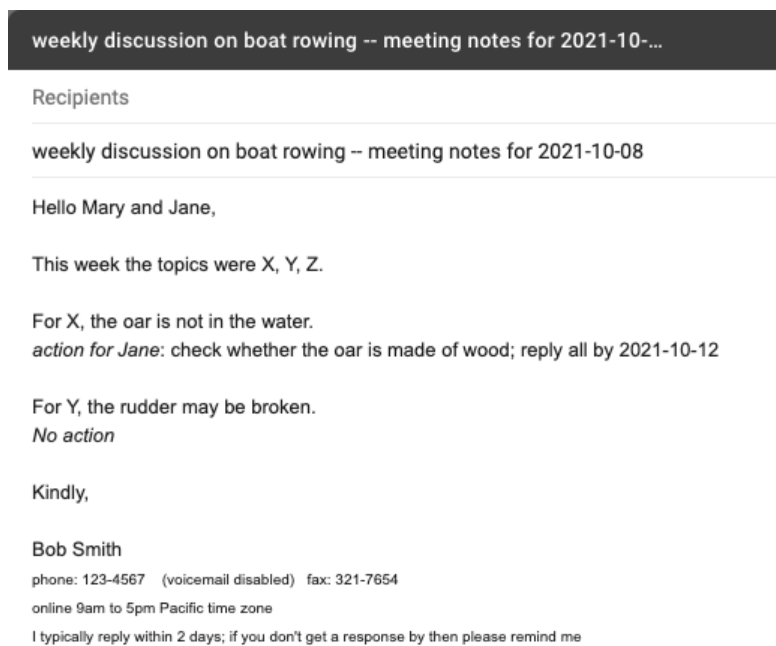 weekly discussion on boat rowing -- meeting notes for 2021-10-...
Recipients
weekly discussion on boat rowing -- meeting notes for 2021-10-08
Hello Mary and Jane,
This week the topics were X, Y, Z.
For X, the oar is not in the water.
action for Jane: check whether the oar is made of wood; reply all by 2021-10-12
For Y, the rudder may be broken.
No action
Kindly,
Bob Smith
phone: 123-4567 (voicemail disabled) fax: 321-7654
online 9am to 5pm Pacific time zone
I typically reply within 2 days; if you don't get a response by then please remind me